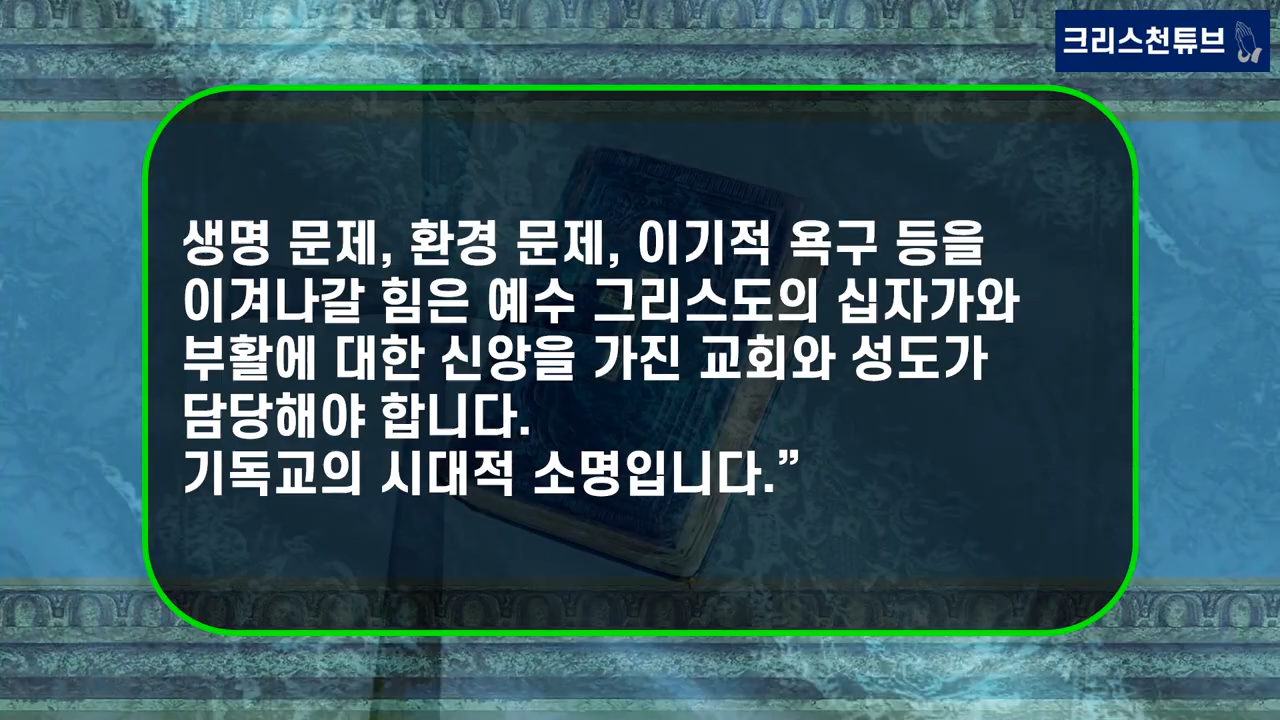 크리스천튜브
생명 문제, 환경 문제, 이기적 욕구 등을
이겨나갈 힘은 예수 그리스도의 십자가와
부활에 대한 신앙을 가진 교회와 성도가
담당해야 합니다.
기독교의 시대적 소명입니다.”